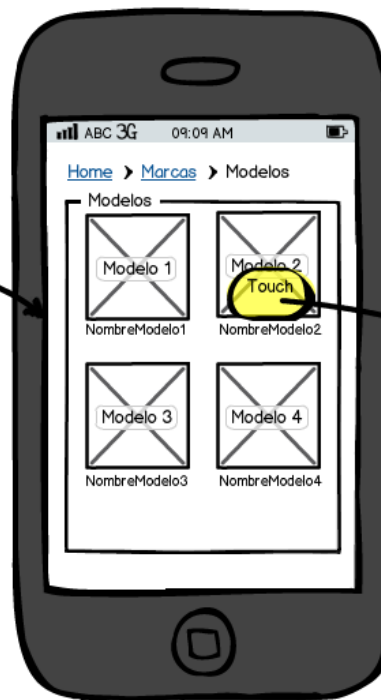 ABC 3G 09:09 AM
Home > Marcas > Modelos
Modelos
Modelo 1 Modelo 2
Touch
NombreModelo1 NombreModelo2
Modelo 3 Modelo 4
NombreModelo3 NombreModelo4